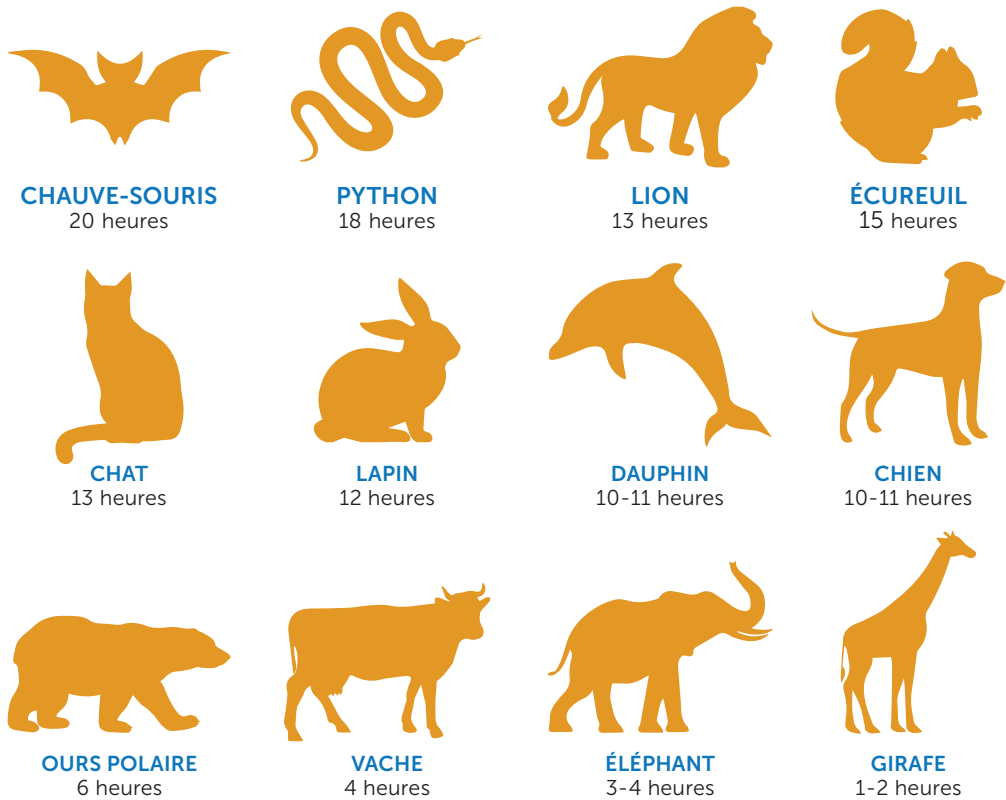 CHAUVE-SOURIS
20 heures
PYTHON
18 heures
LION
13 heures
ÉCUREUIL
15 heures
CHAT
13 heures
LAPIN
12 heures
DAUPHIN
10-11 heures
CHIEN
10-11 heures
OURS POLAIRE
6 heures
VACHE
4 heures
ÉLÉPHANT
3-4 heures
GIRAFE
1-2 heures